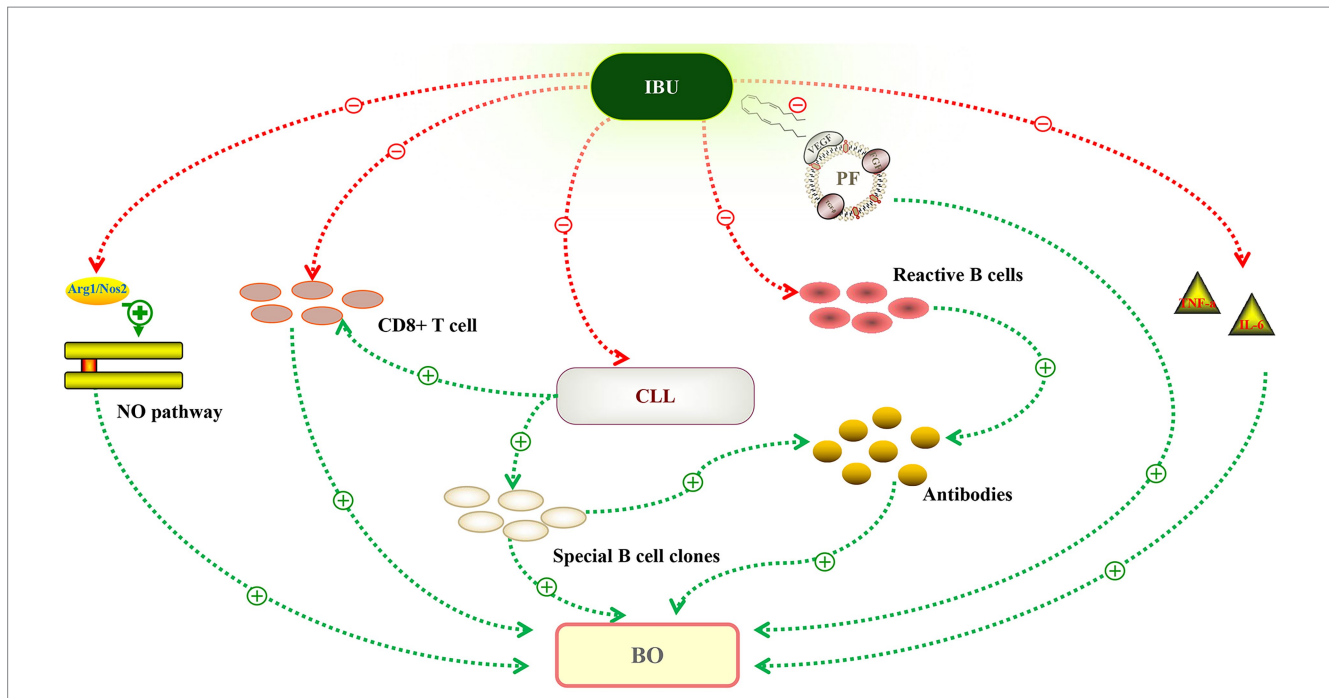 IBU
VEGF
PF
Arg1/Nos2
Reactive B cells
TNF-a
IL-6
CD8+ T cell
CLL
NO pathway
Antibodies
Special B cell clones
BO